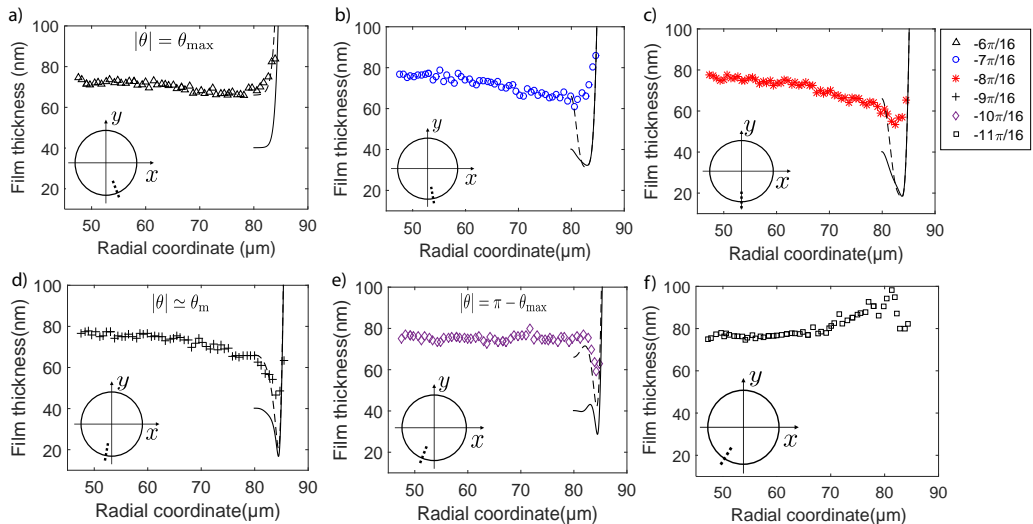 a)
|θ| = θmax
Film thickness (nm)
100
80
60
40
20
50 60 70 80 90
Radial coordinate (µm)
y
x
b)
Film thickness(nm)
100
80
60
40
20
50 60 70 80 90
Radial coordinate(µm)
y
x
c)
Film thickness(nm)
100
80
60
40
20
50 60 70 80 90
Radial coordinate(µm)
y
x
-6π/16
-7π/16
-8π/16
-9π/16
-10π/16
-11π/16
d)
|θ| ≃ θm
Film thickness(nm)
100
80
60
40
20
50 60 70 80 90
Radial coordinate(µm)
y
x
e)
|θ| = π − θmax
Film thickness(nm)
100
80
60
40
20
50 60 70 80 90
Radial coordinate(µm)
y
x
f)
Film thickness(nm)
100
80
60
40
20
50 60 70 80 90
Radial coordinate(µm)
y
x